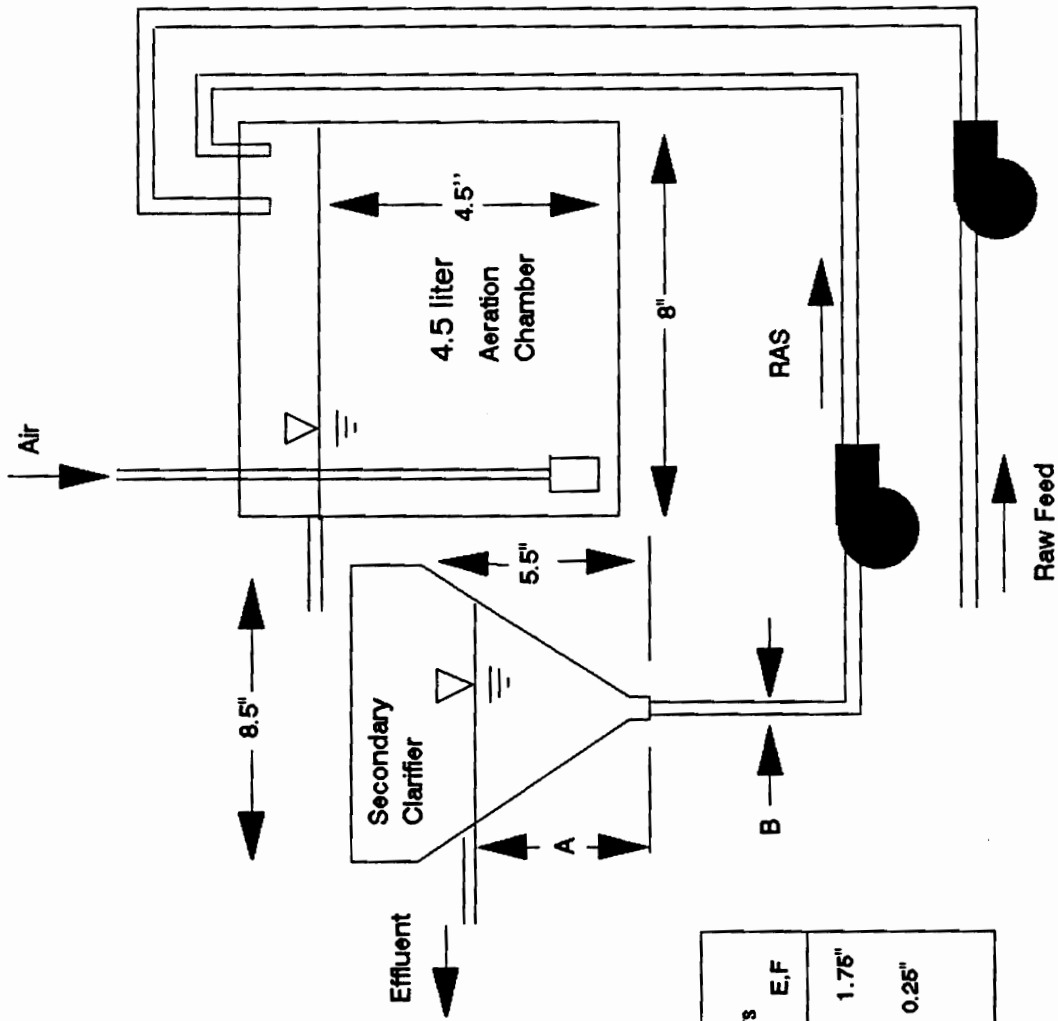 Air
8.5"
Secondary
Clarifier
5.5"
A
B
Effluent
4.5 liter
Aeration
Chamber
4.5''
8"
RAS
Raw Feed
E,F
1.75"
0.25"